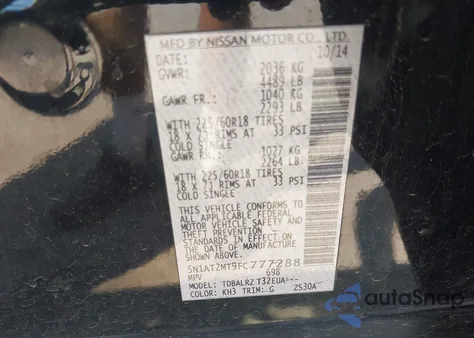 MFD BY NISSAN MOTOR CO., LTD.
DATE: 10/14
GVWR: 2036 KG
4489 LB
GAWR FR.: 1040 KG
2293 LB
WITH 225/60R18 TIRES
18 X 7J RIMS AT 33 PSI
COLD SINGLE
GAWR RR.: 1027 KG
2264 LB
WITH 225/60R18 TIRES
18 X 7J RIMS AT 33 PSI
COLD SINGLE
THIS VEHICLE CONFORMS TO
ALL APPLICABLE FEDERAL
MOTOR VEHICLE SAFETY
STANDARDS IN EFFECT ON
THE DATE OF MANUFACTURE
SHOWN ABOVE.
5N1AT2MT9FC777288
MPV 698
MODEL: TDBALRZ T32EUA---
COLOR: KH3 TRIM: G ZS30A
autoSnap